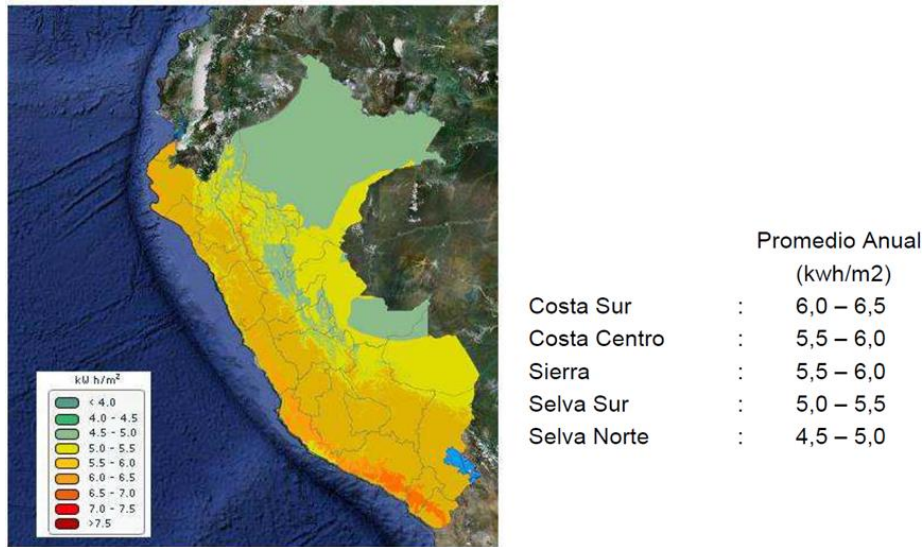 kW h/m²
< 4.0
4.0 - 4.5
4.5 - 5.0
5.0 - 5.5
5.5 - 6.0
6.0 - 6.5
6.5 - 7.0
7.0 - 7.5
>7.5
Promedio Anual
(kwh/m2)
Costa Sur : 6,0 – 6,5
Costa Centro : 5,5 – 6,0
Sierra : 5,5 – 6,0
Selva Sur : 5,0 – 5,5
Selva Norte : 4,5 – 5,0